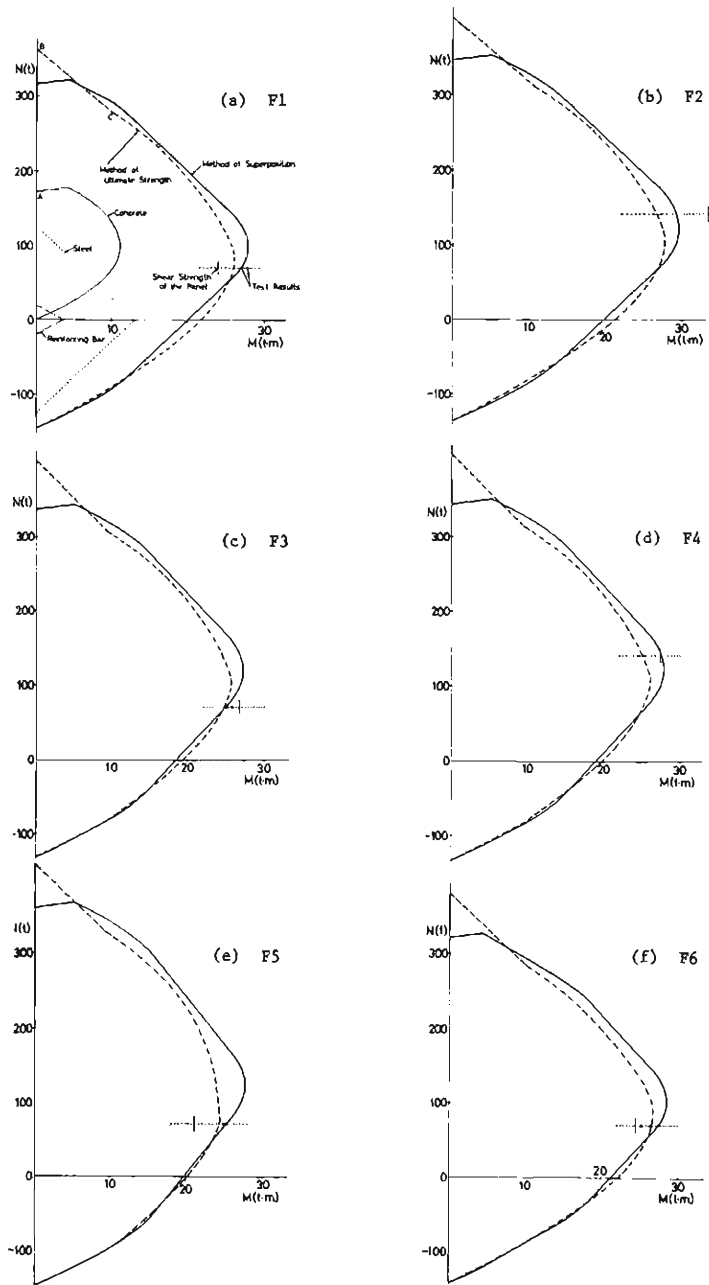 N(t)
B
300
(a) F1
C
Method of
Ultimate Strength
Method of Superposition
200
A
Concrete
100
Steel
Shear Strength
of the Panel
Test Results
0
10
30
M(t·m)
Reinforcing Bar
-100
N(t)
300
(b) F2
200
100
0
10
20
30
M(t·m)
-100
N(t)
300
(c) F3
200
100
0
10
20
30
M(t·m)
-100
N(t)
300
(d) F4
200
100
0
10
20
30
M(t·m)
-100
N(t)
300
(e) F5
200
100
0
10
20
30
M(t·m)
-100
N(t)
300
(f) F6
200
100
0
10
20
30
M(t·m)
-100